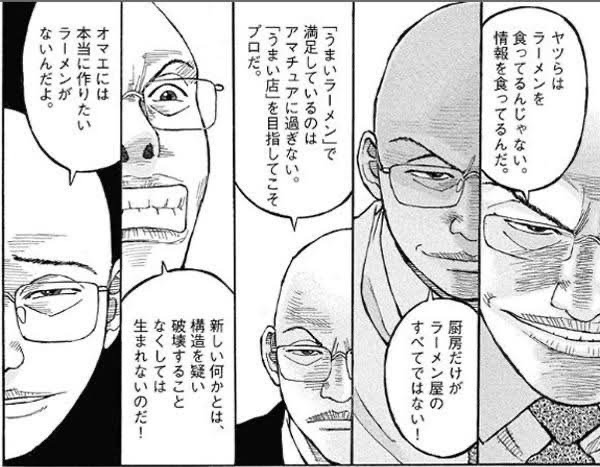 ヤツらは
ラーメンを
食ってるんじゃない。
情報を食ってるんだ。
厨房だけが
ラーメン屋の
すべてではない!
「うまいラーメン」で
満足しているのは
アマチュアに過ぎない。
「うまい店」を目指してこそ
プロだ。
新しい何かとは、
構造を疑い
破壊すること
なくしては
生まれないのだ!
オマエには
本当に作りたい
ラーメンが
ないんだよ。